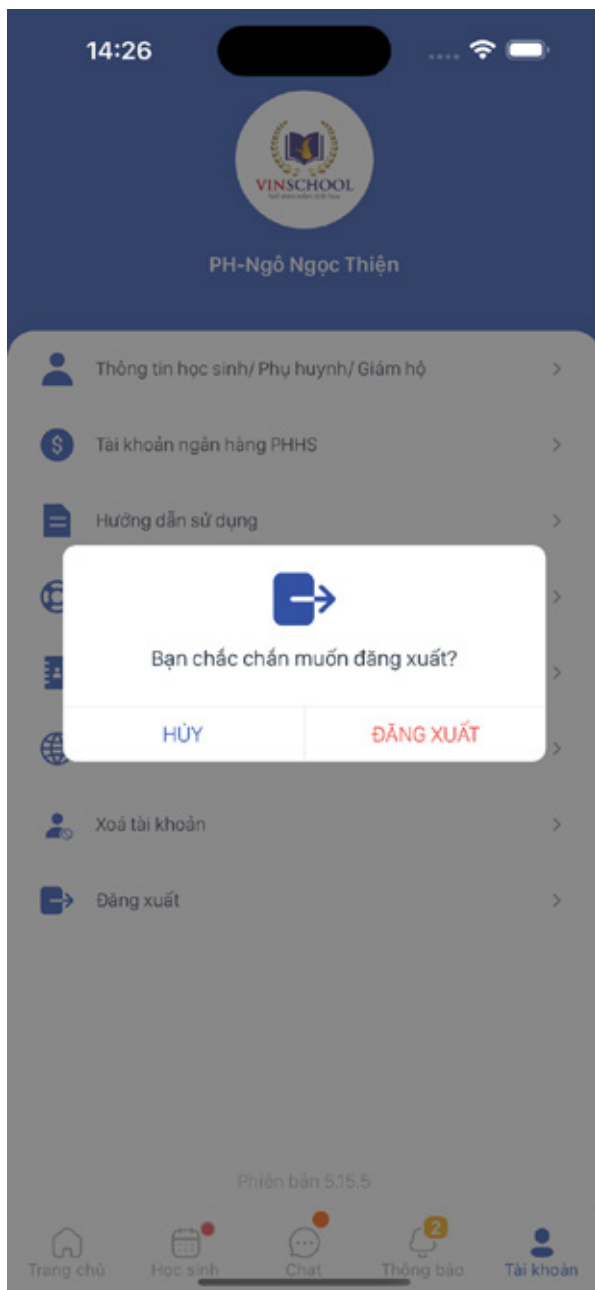 14:26
VINSCHOOL
PH-Ngô Ngọc Thiện
Thông tin học sinh/ Phụ huynh/ Giám hộ
Tài khoản ngân hàng PHHS
Hướng dẫn sử dụng
Bạn chắc chắn muốn đăng xuất?
HỦY
ĐĂNG XUẤT
Xoá tài khoản
Đăng xuất
Phiên bản 5.15.5
2
Trang chủ
Học sinh
Chat
Thông báo
Tài khoản